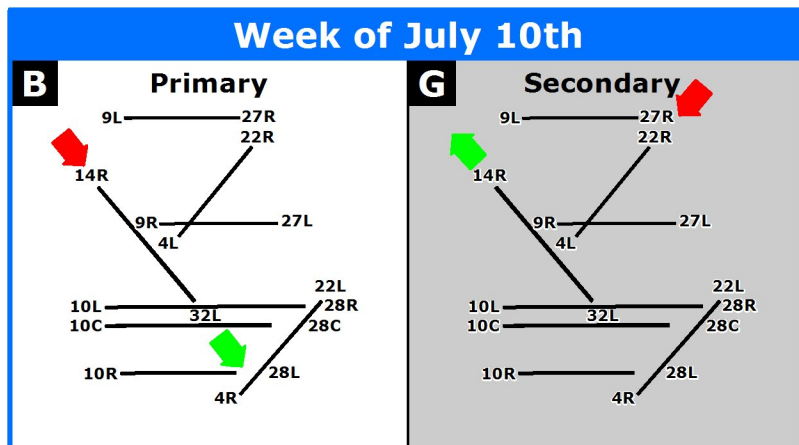 Week of July 10th
B Primary
9L 27R
22R
14R
9R 27L
4L
22L
10L 28R
32L
10C 28C
10R 28L
4R
G Secondary
9L 27R
22R
14R
9R 27L
4L
22L
10L 28R
32L
10C 28C
10R 28L
4R